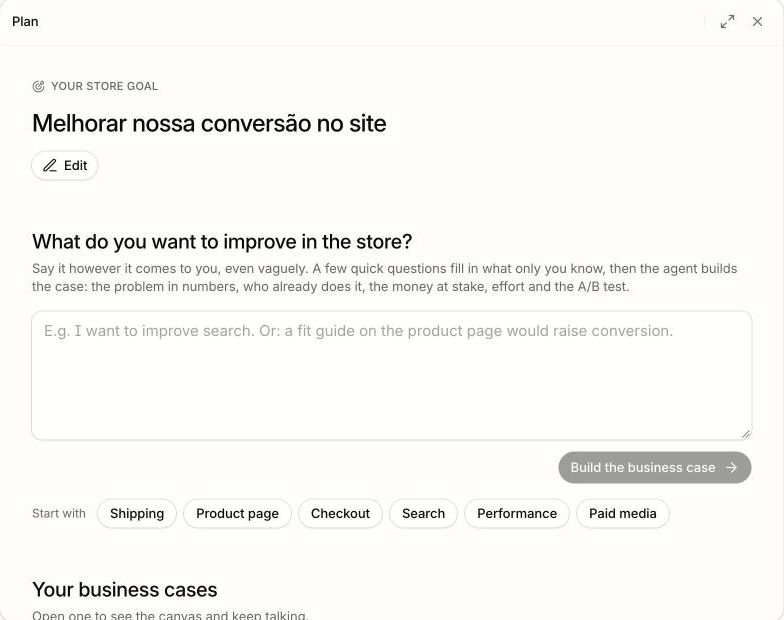 Plan
YOUR STORE GOAL
Melhorar nossa conversão no site
Edit
What do you want to improve in the store?
Say it however it comes to you, even vaguely. A few quick questions fill in what only you know, then the agent builds
the case: the problem in numbers, who already does it, the money at stake, effort and the A/B test.
E.g. I want to improve search. Or: a fit guide on the product page would raise conversion.
Build the business case →
Start with Shipping Product page Checkout Search Performance Paid media
Your business cases
Open one to see the canvas and keep talking.